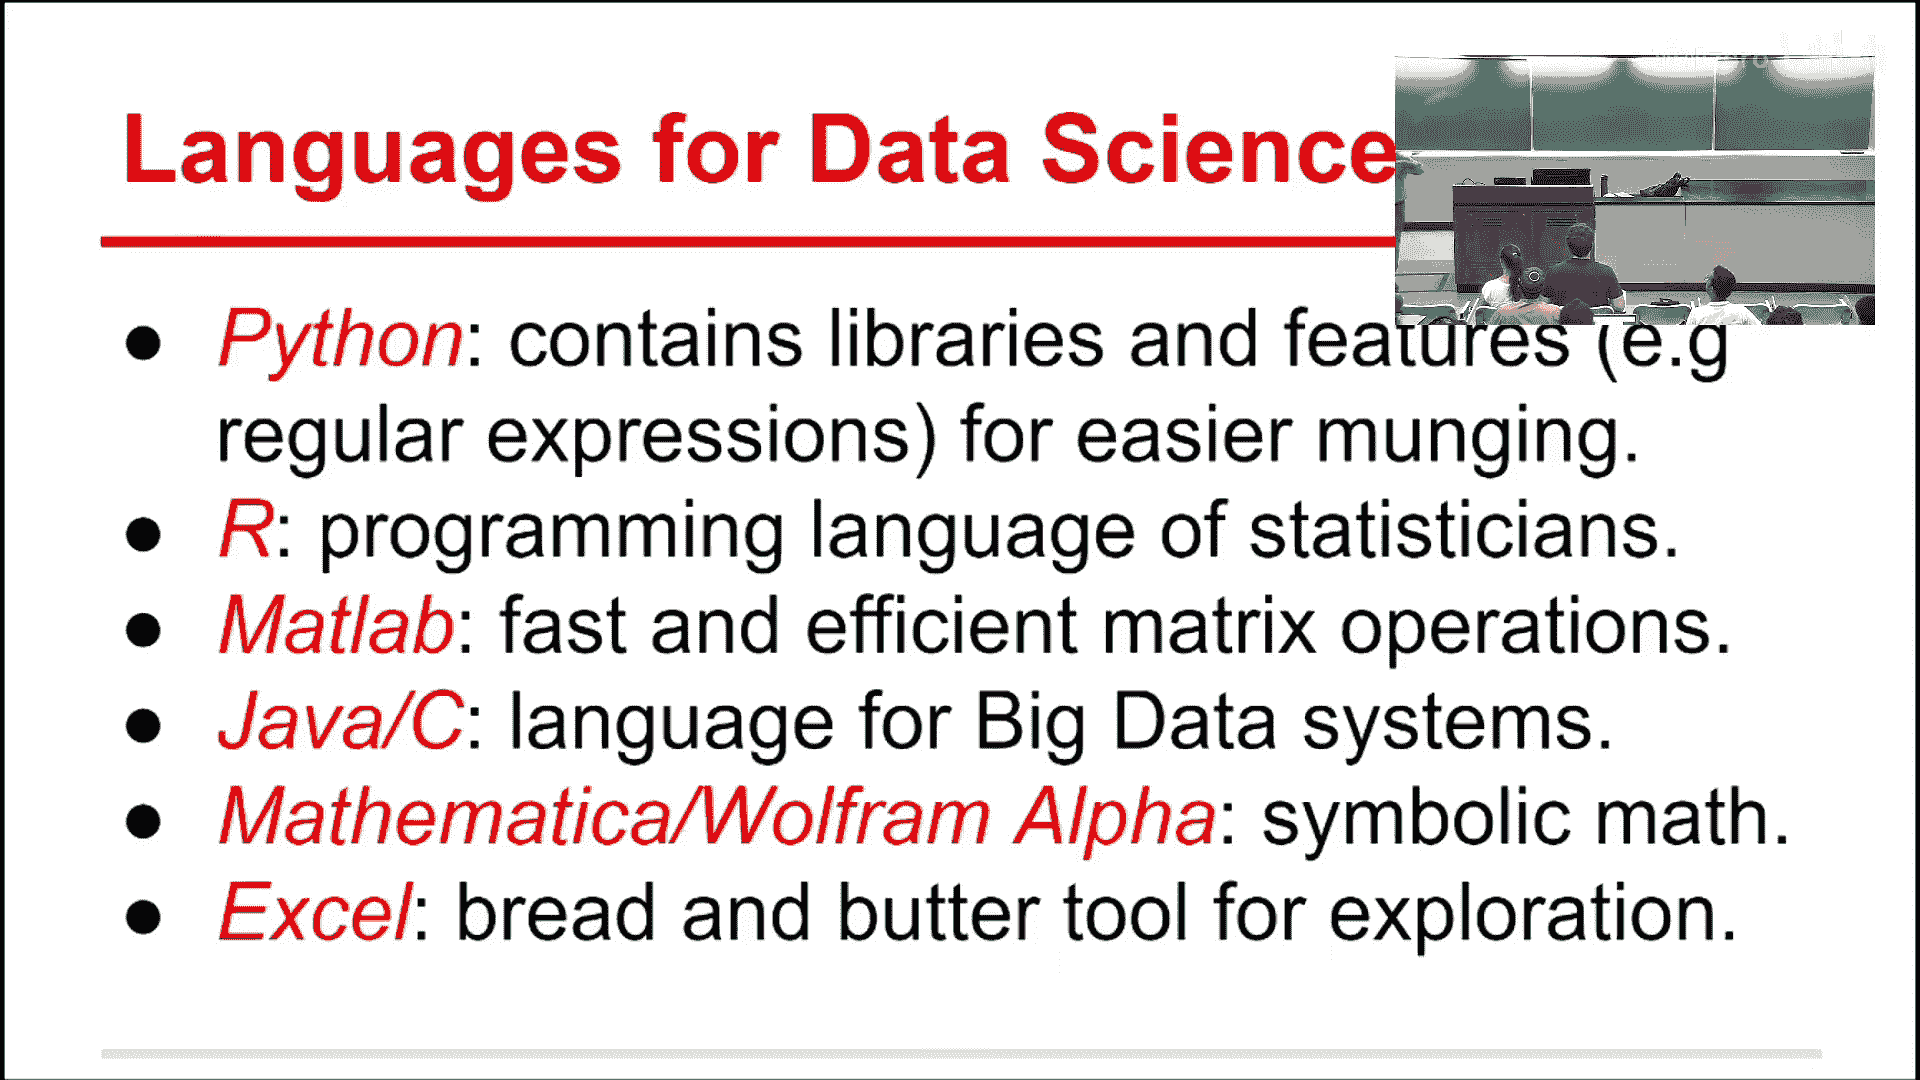 Languages for Data Science
● Python: contains libraries and features (e.g
regular expressions) for easier munging.
● R: programming language of statisticians.
● Matlab: fast and efficient matrix operations.
● Java/C: language for Big Data systems.
● Mathematica/Wolfram Alpha: symbolic math.
● Excel: bread and butter tool for exploration.